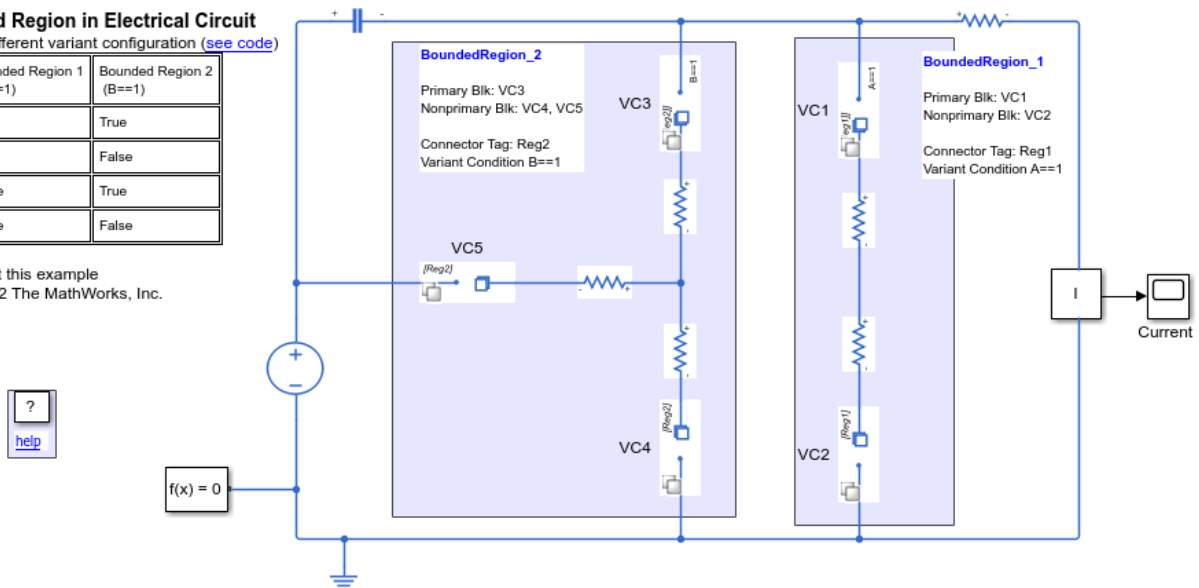 d Region in Electrical Circuit
fferent variant configuration (see code)
ded Region 1
=1)
Bounded Region 2
(B==1)
True
False
e
True
e
False
t this example
2 The MathWorks, Inc.
?
help
f(x) = 0
+ -
BoundedRegion_2
Primary Blk: VC3
Nonprimary Blk: VC4, VC5
Connector Tag: Reg2
Variant Condition B==1
VC3
B==1
eg2]]
+
-
VC5
[Reg2]
- +
+
-
[Reg2]
VC4
+
−
VC1
A==1
eg1]]
+
-
+
-
[Reg1]
VC2
+ -
BoundedRegion_1
Primary Blk: VC1
Nonprimary Blk: VC2
Connector Tag: Reg1
Variant Condition A==1
I
Current